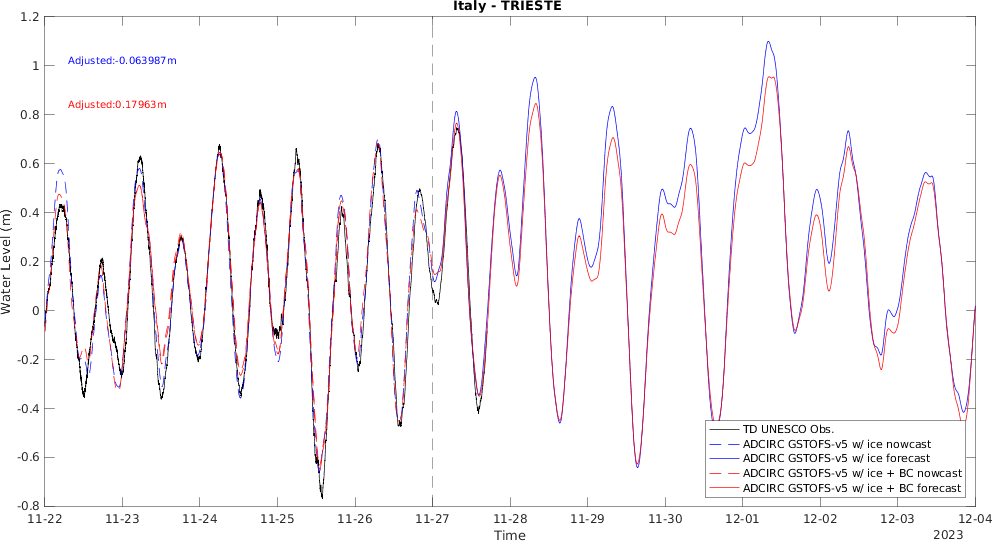 Italy - TRIESTE
1.2
1
0.8
0.6
0.4
0.2
0
-0.2
-0.4
-0.6
-0.8
Water Level (m)
Adjusted:-0.063987m
Adjusted:0.17963m
TD UNESCO Obs.
ADCIRC GSTOFS-v5 w/ ice nowcast
ADCIRC GSTOFS-v5 w/ ice forecast
ADCIRC GSTOFS-v5 w/ ice + BC nowcast
ADCIRC GSTOFS-v5 w/ ice + BC forecast
11-22 11-23 11-24 11-25 11-26 11-27 11-28 11-29 11-30 12-01 12-02 12-03 12-04
Time
2023